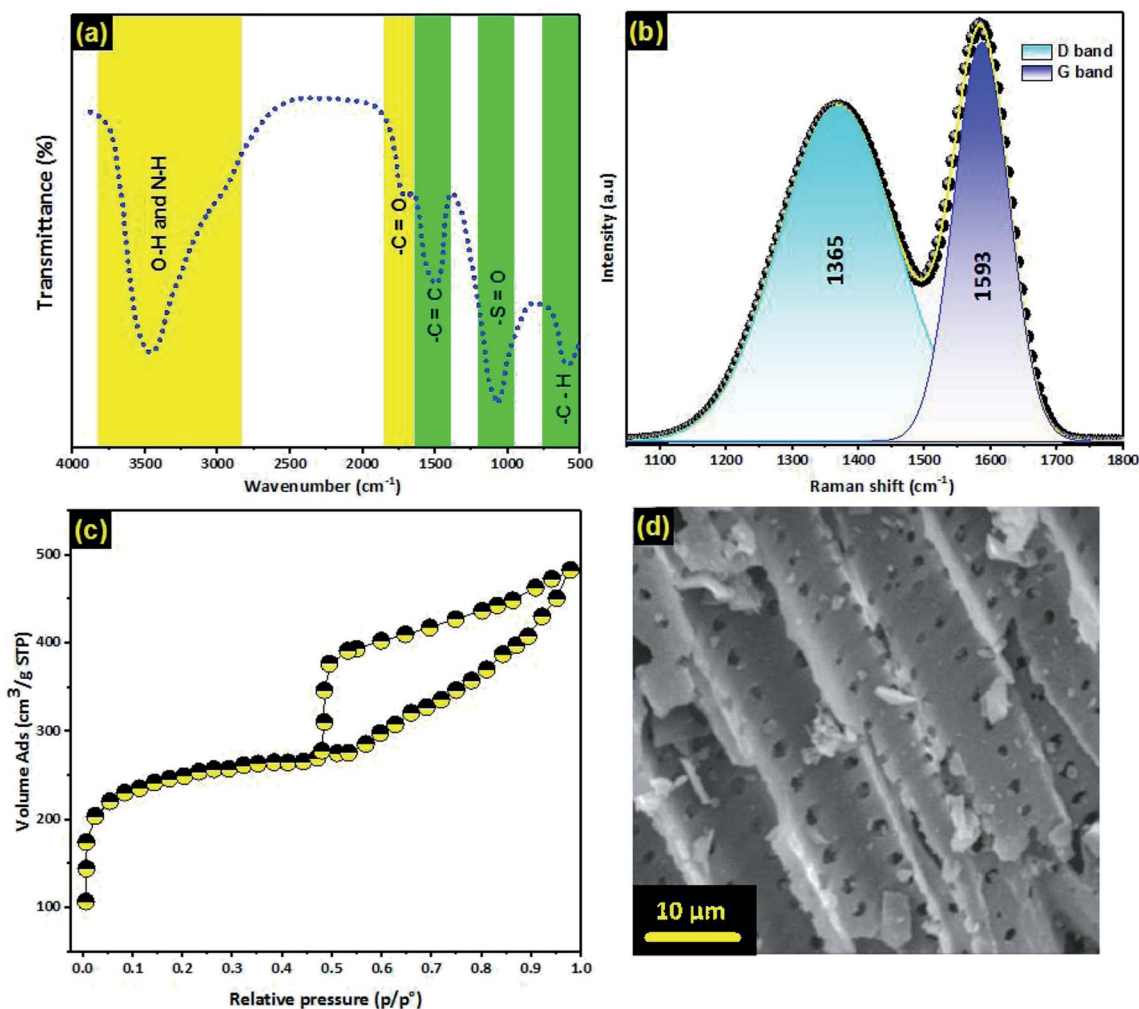 (a)
Transmittance (%)
O-H and N-H
-C = O
-C = C
-S = O
-C - H
4000 3500 3000 2500 2000 1500 1000 500
Wavenumber (cm⁻¹)
(b)
Intensity (a.u)
D band
G band
1365
1593
1100 1200 1300 1400 1500 1600 1700 1800
Raman shift (cm⁻¹)
(c)
Volume Ads (cm³/g STP)
500
400
300
200
100
0.0 0.1 0.2 0.3 0.4 0.5 0.6 0.7 0.8 0.9 1.0
Relative pressure (p/p°)
(d)
10 µm